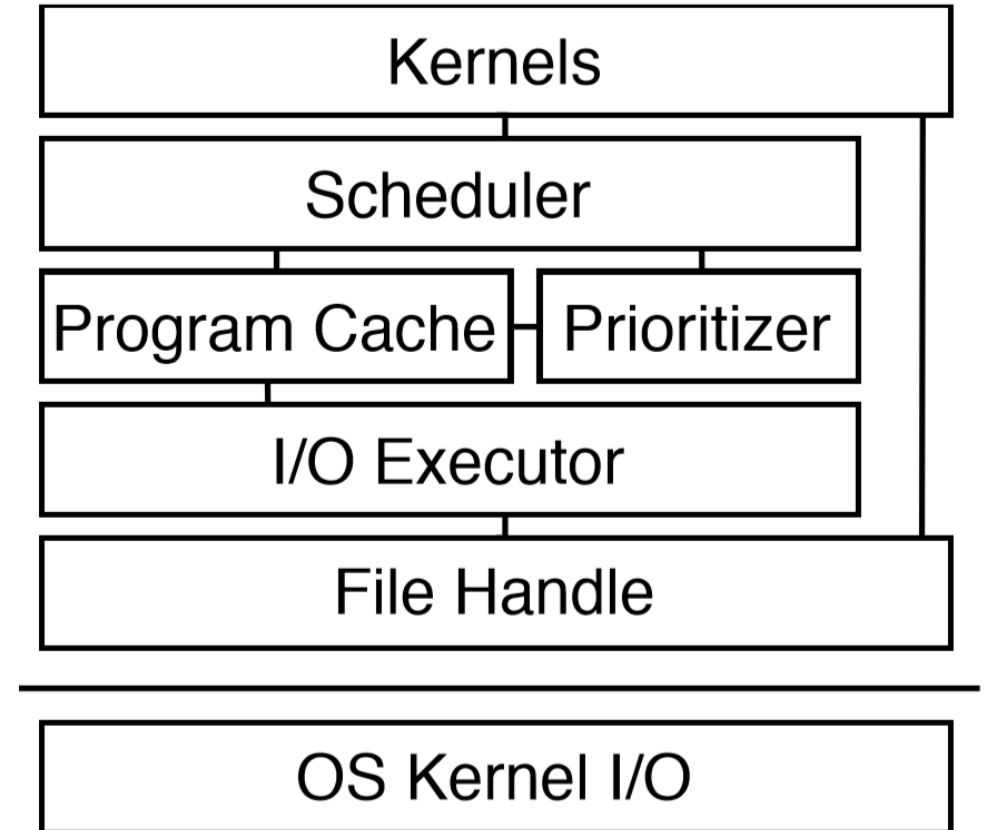 Kernels
Scheduler
Program Cache
Prioritizer
I/O Executor
File Handle
OS Kernel I/O